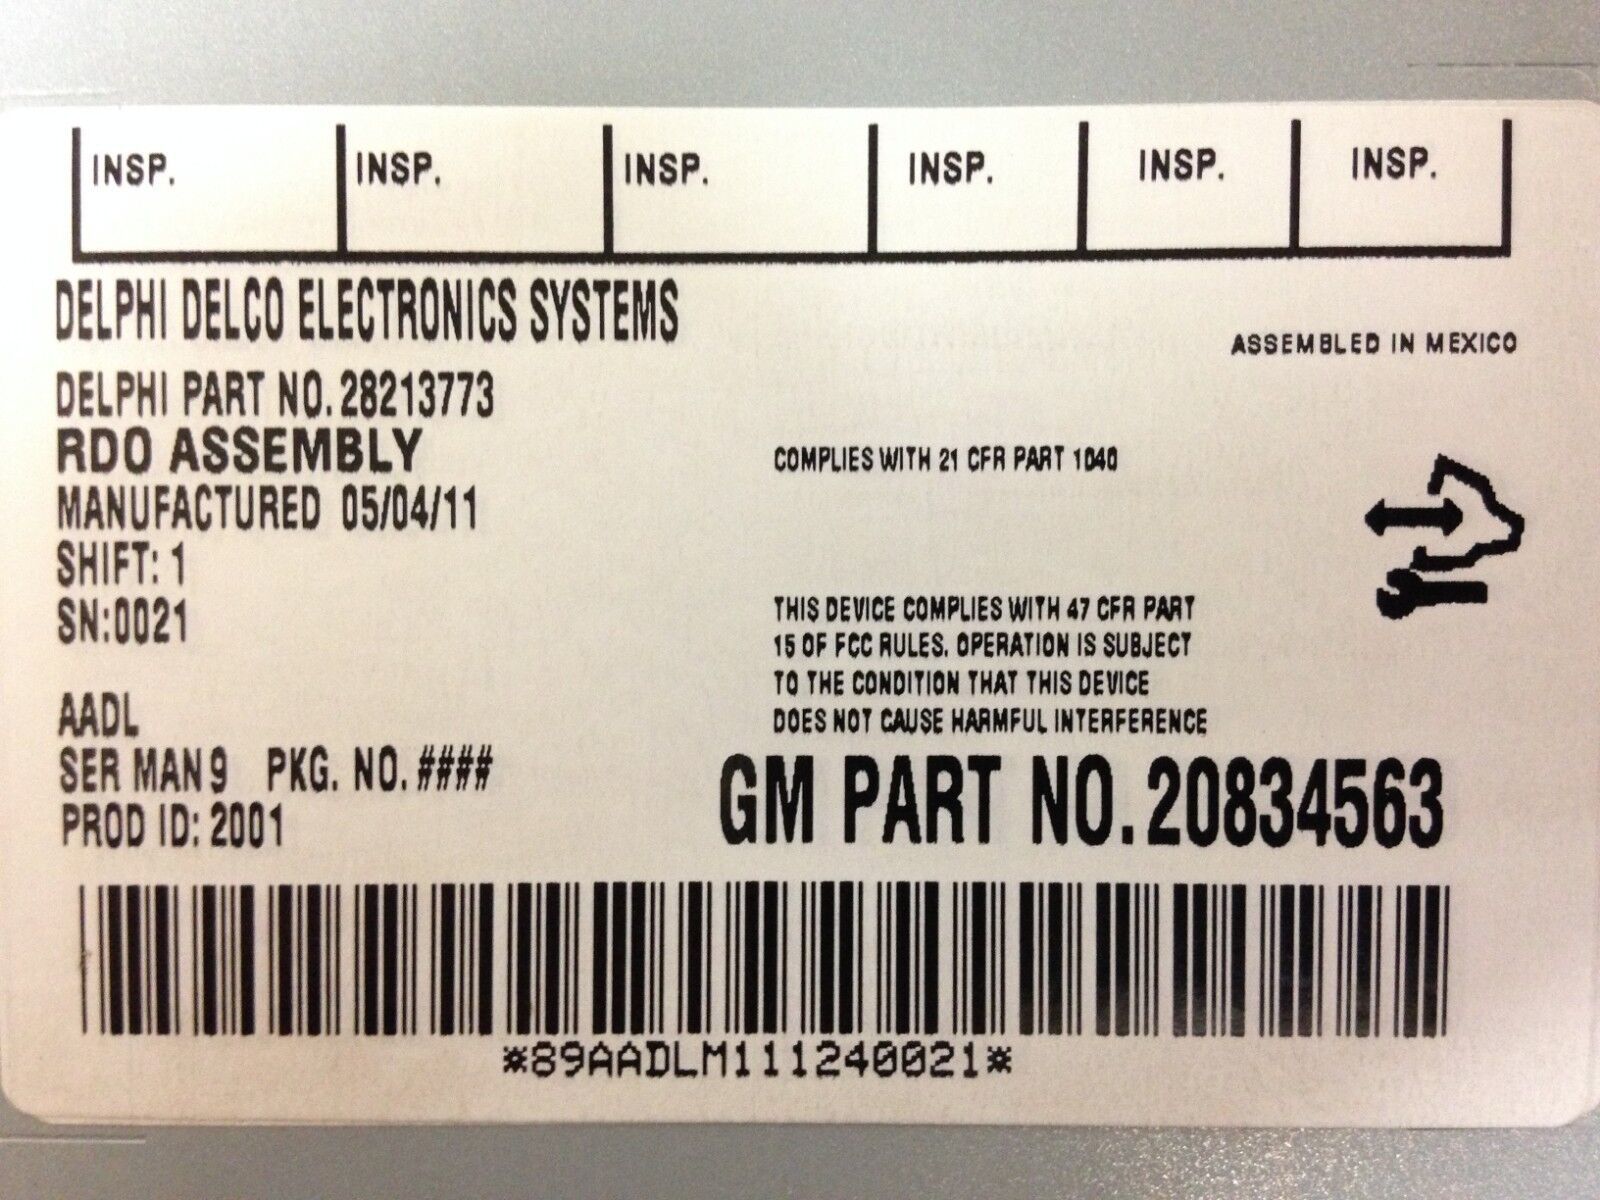 INSP. INSP. INSP. INSP. INSP. INSP.
DELPHI DELCO ELECTRONICS SYSTEMS
ASSEMBLED IN MEXICO
DELPHI PART NO. 28213773
RDO ASSEMBLY
MANUFACTURED 05/04/11
SHIFT: 1
SN:0021
COMPLIES WITH 21 CFR PART 1040
THIS DEVICE COMPLIES WITH 47 CFR PART
15 OF FCC RULES. OPERATION IS SUBJECT
TO THE CONDITION THAT THIS DEVICE
DOES NOT CAUSE HARMFUL INTERFERENCE
AADL
SER MAN 9 PKG. NO. ####
PROD ID: 2001
GM PART NO. 20834563
*89AADLM111240021*